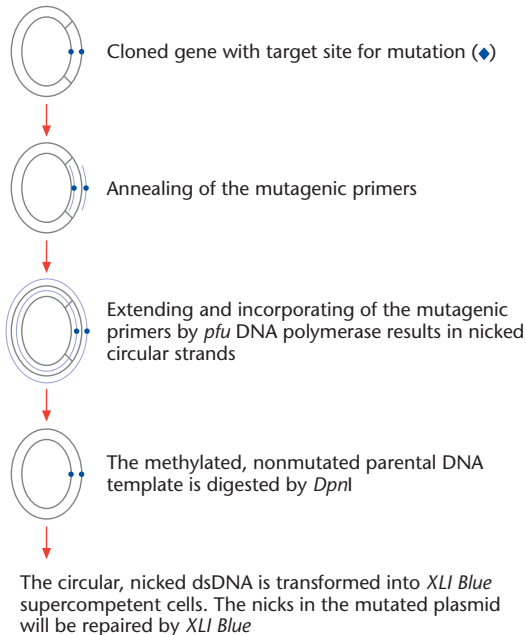 Cloned gene with target site for mutation (◆)
Annealing of the mutagenic primers
Extending and incorporating of the mutagenic
primers by pfu DNA polymerase results in nicked
circular strands
The methylated, nonmutated parental DNA
template is digested by DpnI
The circular, nicked dsDNA is transformed into XLI Blue
supercompetent cells. The nicks in the mutated plasmid
will be repaired by XLI Blue